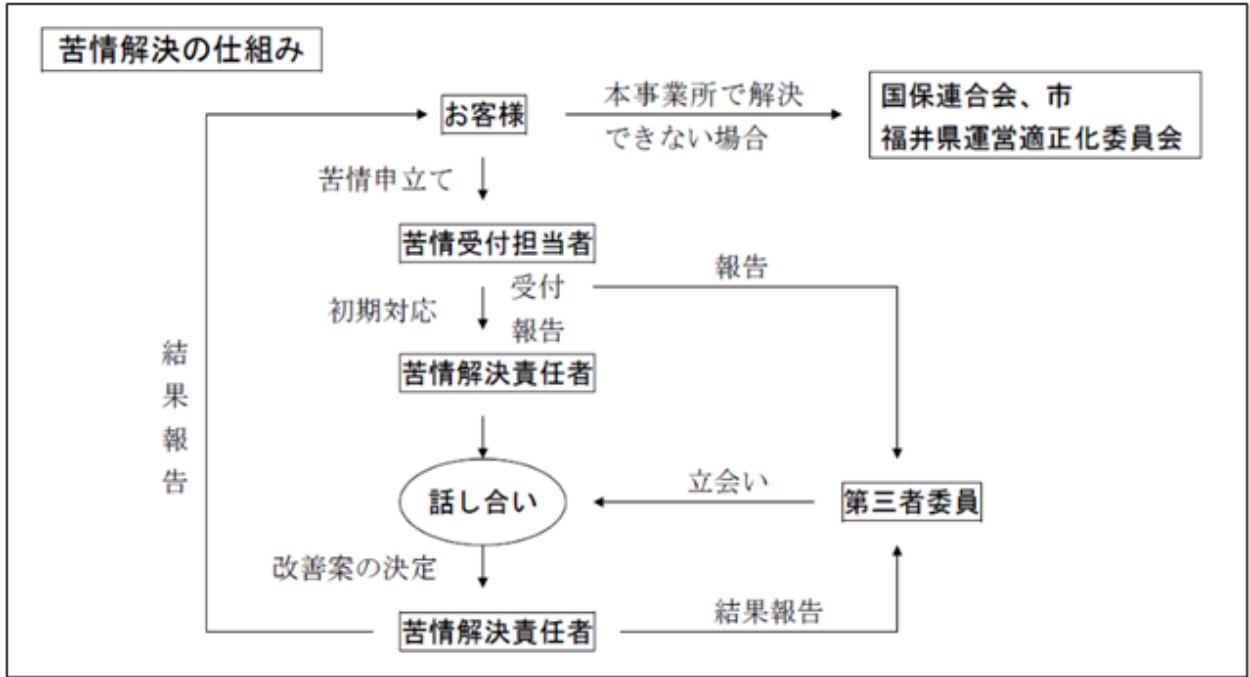 苦情解決の仕組み
お客様
本事業所で解決
できない場合
国保連合会、市
福井県運営適正化委員会
苦情申立て
苦情受付担当者
初期対応
受付
報告
報告
苦情解決責任者
結果報告
話し合い
立会い
第三者委員
改善案の決定
苦情解決責任者
結果報告